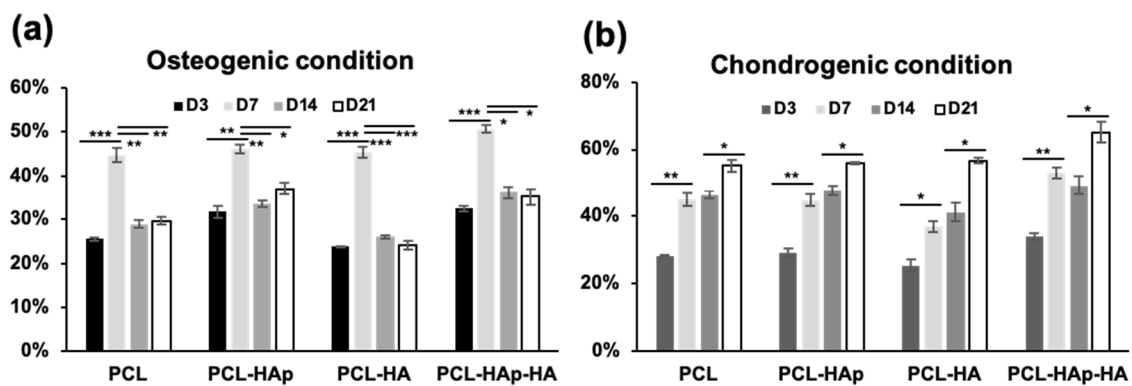 (a)
Osteogenic condition
60%
50%
40%
30%
20%
10%
0%
D3 D7 D14 D21
*** ** **
** ** *
*** *** ***
*** * *
PCL PCL-HAp PCL-HA PCL-HAp-HA
(b)
Chondrogenic condition
80%
60%
40%
20%
0%
D3 D7 D14 D21
** *
** *
* *
** *
PCL PCL-HAp PCL-HA PCL-HAp-HA